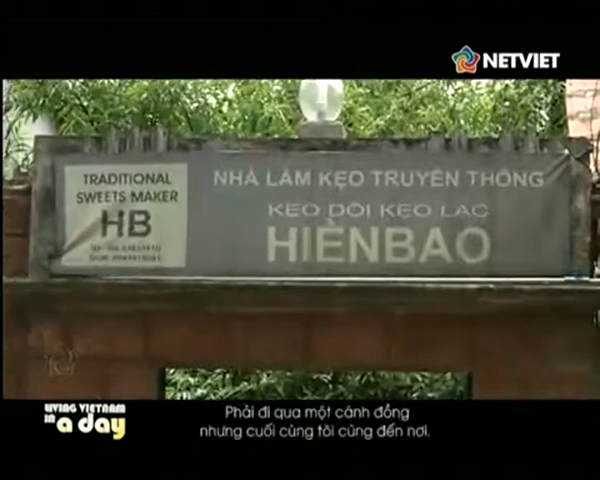 NETVIET
TRADITIONAL
SWEETS MAKER
HB
NHÀ LÀM KẸO TRUYỀN THỐNG
KẸO DỒI KẸO LẠC
HIÈNBAO
LIVING VIETNAM
in a day
Phải đi qua một cánh đồng
nhưng cuối cùng tôi cũng đến nơi.